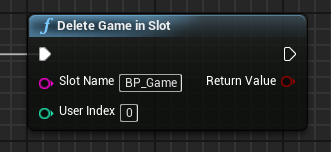 f Delete Game in Slot
Slot Name BP_Game Return Value
User Index 0